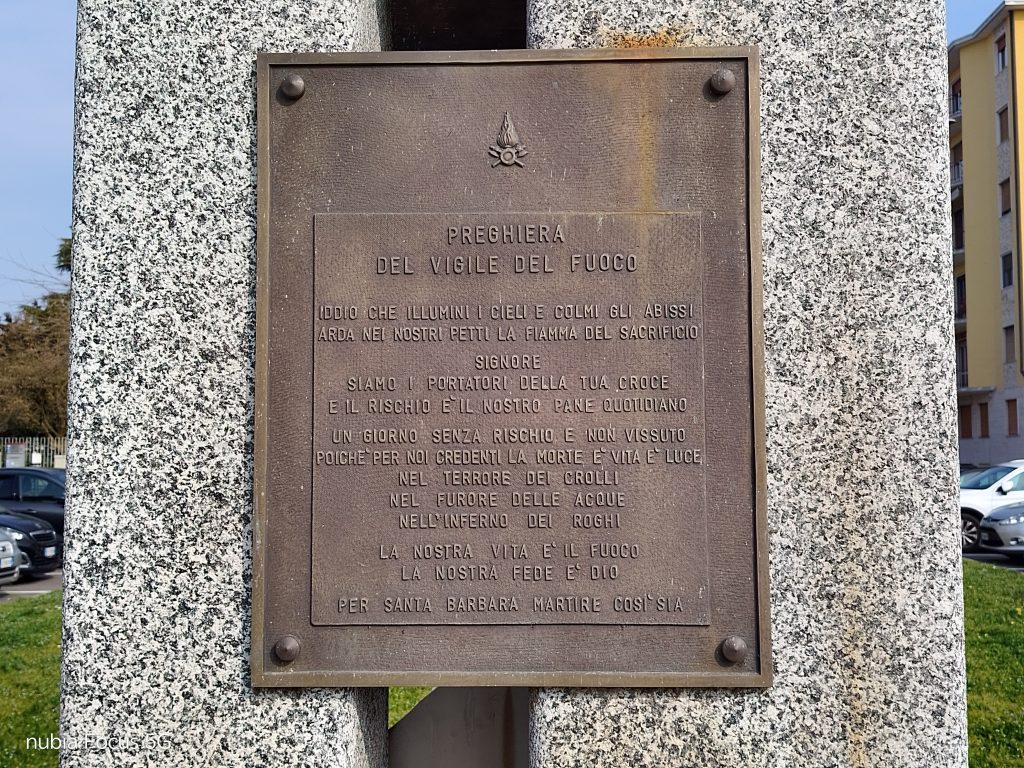 PREGHIERA
DEL VIGILE DEL FUOCO
IDDIO CHE ILLUMINI I CIELI E COLMI GLI ABISSI
ARDA NEI NOSTRI PETTI LA FIAMMA DEL SACRIFICIO
SIGNORE
SIAMO I PORTATORI DELLA TUA CROCE
E IL RISCHIO E` IL NOSTRO PANE QUOTIDIANO
UN GIORNO SENZA RISCHIO E NON VISSUTO
POICHE` PER NOI CREDENTI LA MORTE E` VITA E` LUCE
NEL TERRORE DEI CROLLI
NEL FURORE DELLE ACQUE
NELL'INFERNO DEI ROGHI
LA NOSTRA VITA E` IL FUOCO
LA NOSTRA FEDE E` DIO
PER SANTA BARBARA MARTIRE COSI` SIA
nubia Focus 5G